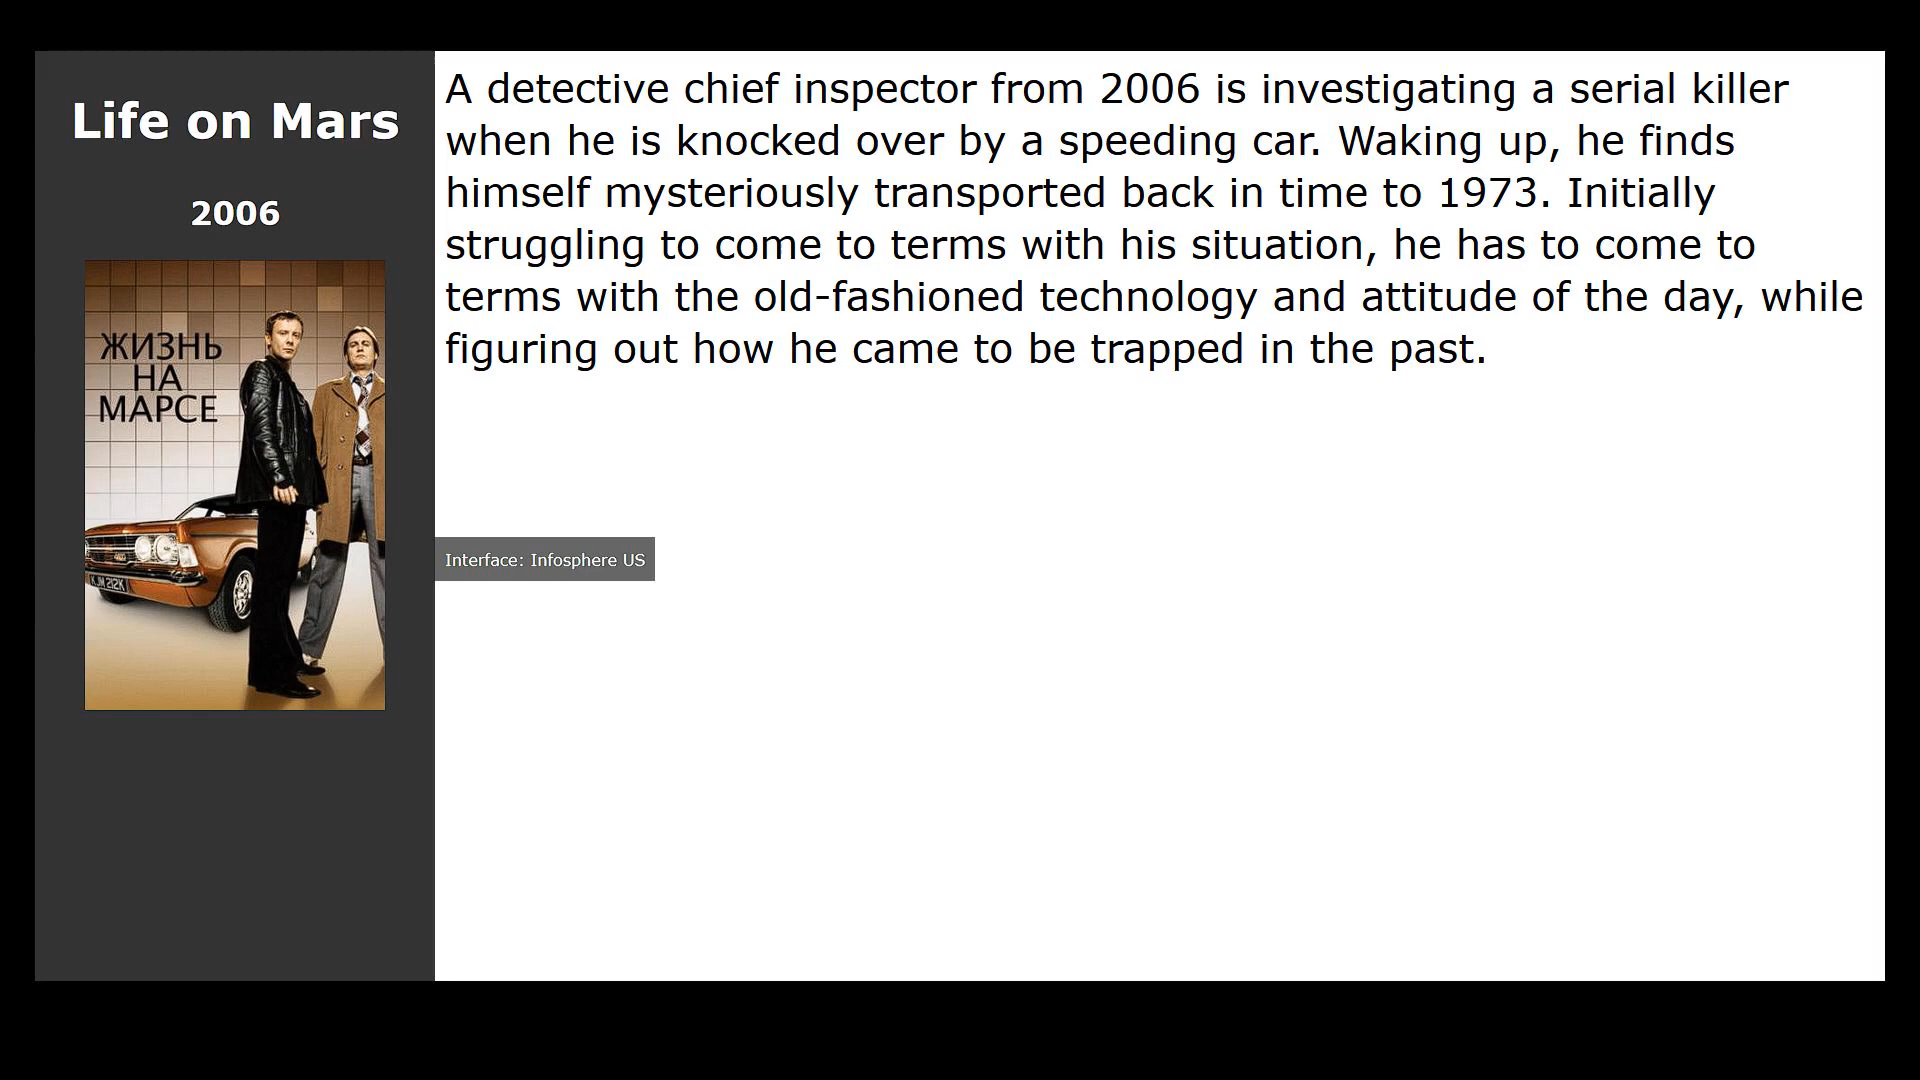 Life on Mars
2006
ЖИЗНЬ
НА
МАРСЕ
KJM 212K
A detective chief inspector from 2006 is investigating a serial killer
when he is knocked over by a speeding car. Waking up, he finds
himself mysteriously transported back in time to 1973. Initially
struggling to come to terms with his situation, he has to come to
terms with the old-fashioned technology and attitude of the day, while
figuring out how he came to be trapped in the past.
Interface: Infosphere US